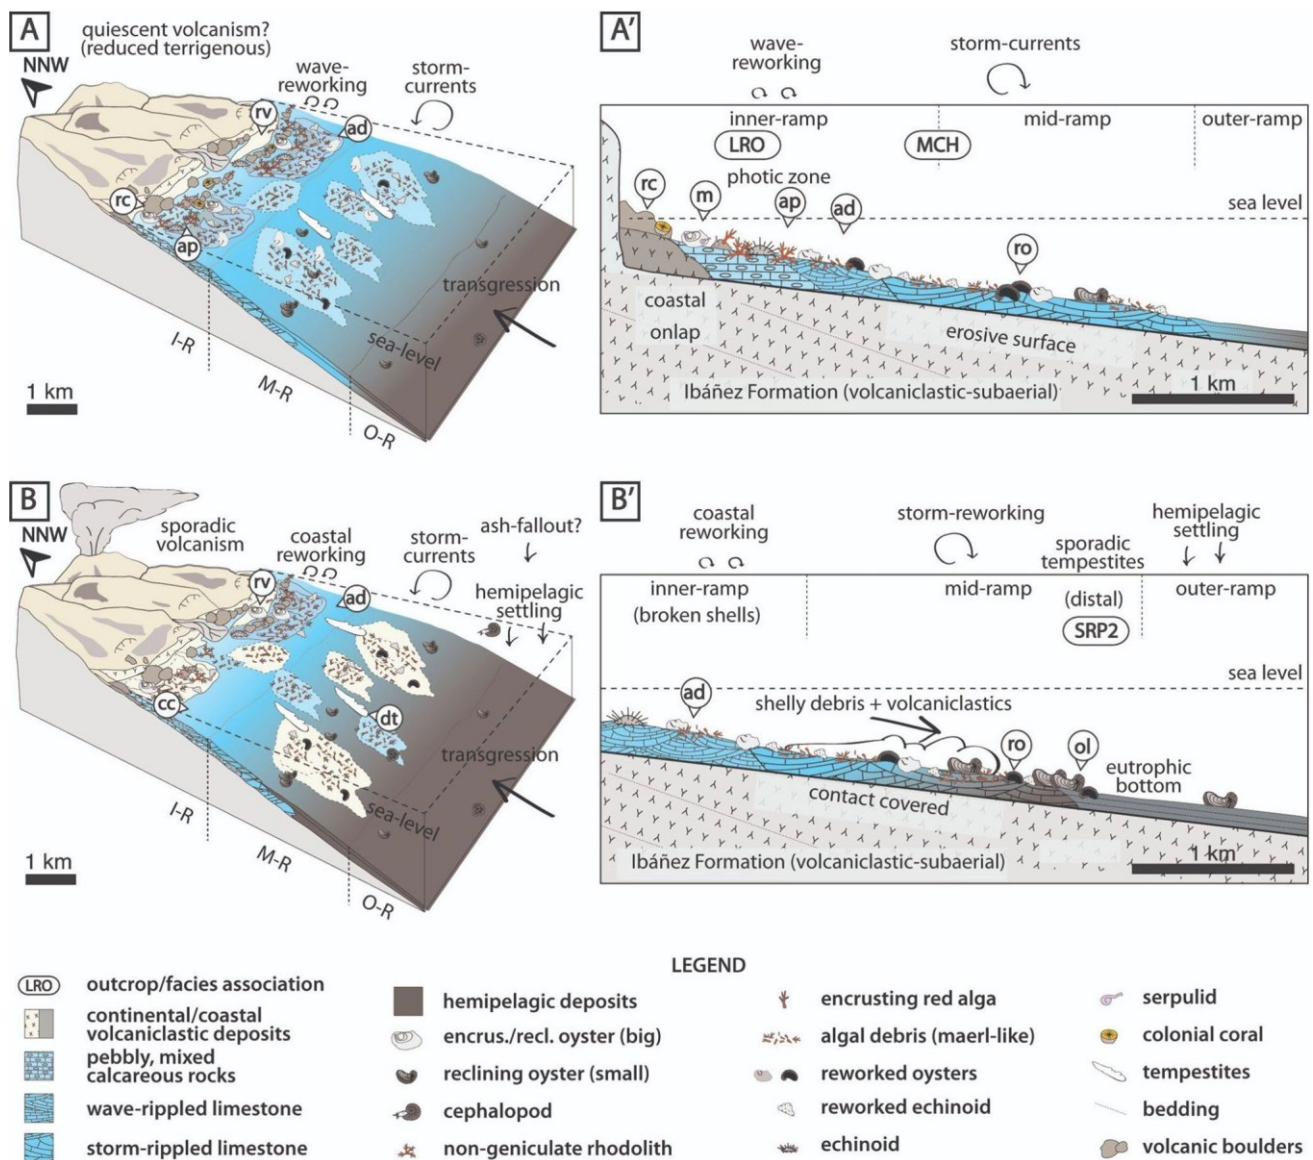 A
quiescent volcanism?
(reduced terrigenous)
NNW
wave-
reworking
storm-
currents
rv
ad
rc
ap
transgression
sea-level
I-R
M-R
O-R
1 km
A'
wave-
reworking
storm-currents
inner-ramp
mid-ramp
outer-ramp
LRO
MCH
photic zone
rc
m
ap
ad
sea level
ro
coastal
onlap
erosive surface
1 km
Ibáñez Formation (volcaniclastic-subaerial)
B
NNW
sporadic
volcanism
coastal
reworking
storm-
currents
ash-fallout?
hemipelagic
settling
rv
ad
cc
dt
transgression
sea-level
I-R
M-R
O-R
1 km
B'
coastal
reworking
storm-reworking
sporadic
tempestites
hemipelagic
settling
inner-ramp
(broken shells)
mid-ramp
(distal)
SRP2
outer-ramp
sea level
ad
shelly debris + volcaniclastics
ro
ol
eutrophic
bottom
contact covered
1 km
Ibáñez Formation (volcaniclastic-subaerial)
LEGEND
LRO outcrop/facies association
continental/coastal
volcaniclastic deposits
pebbly, mixed
calcareous rocks
wave-rippled limestone
storm-rippled limestone
hemipelagic deposits
encrus./recl. oyster (big)
reclining oyster (small)
cephalopod
non-geniculate rhodolith
encrusting red alga
algal debris (maerl-like)
reworked oysters
reworked echinoid
echinoid
serpulid
colonial coral
tempestites
bedding
volcanic boulders